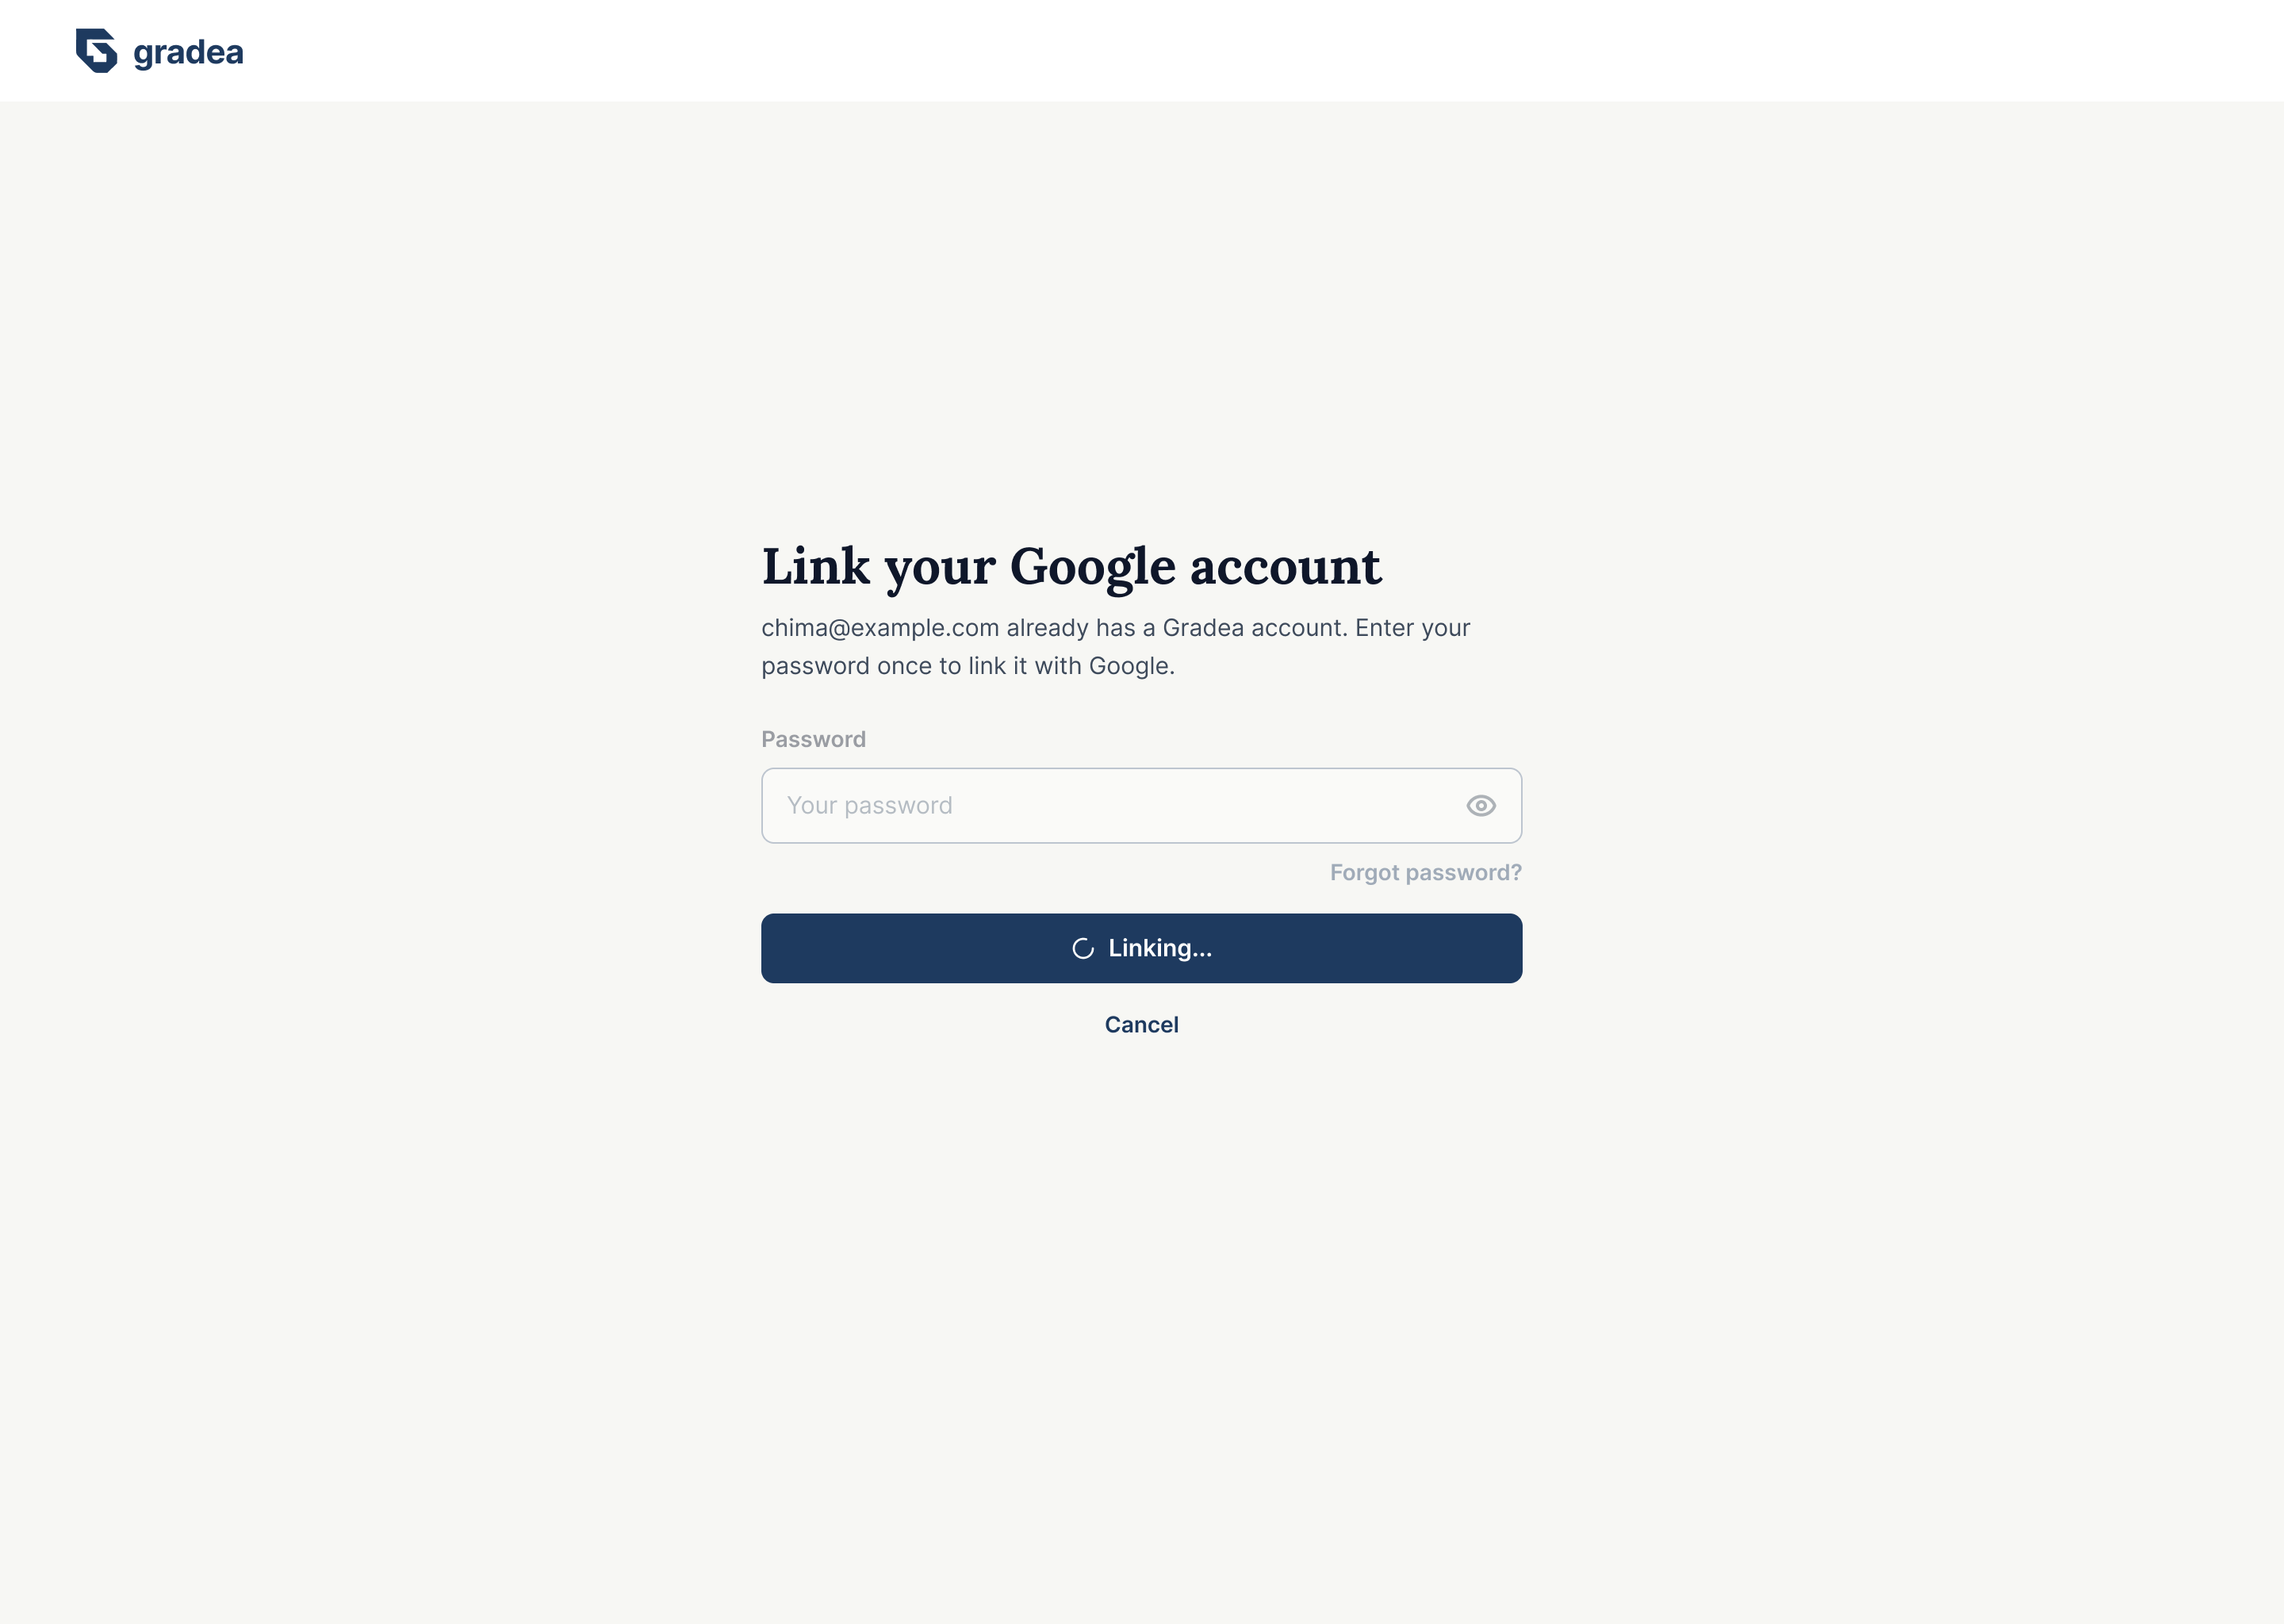 gradea
Link your Google account
chima@example.com already has a Gradea account. Enter your
password once to link it with Google.
Password
Your password
Forgot password?
Linking...
Cancel